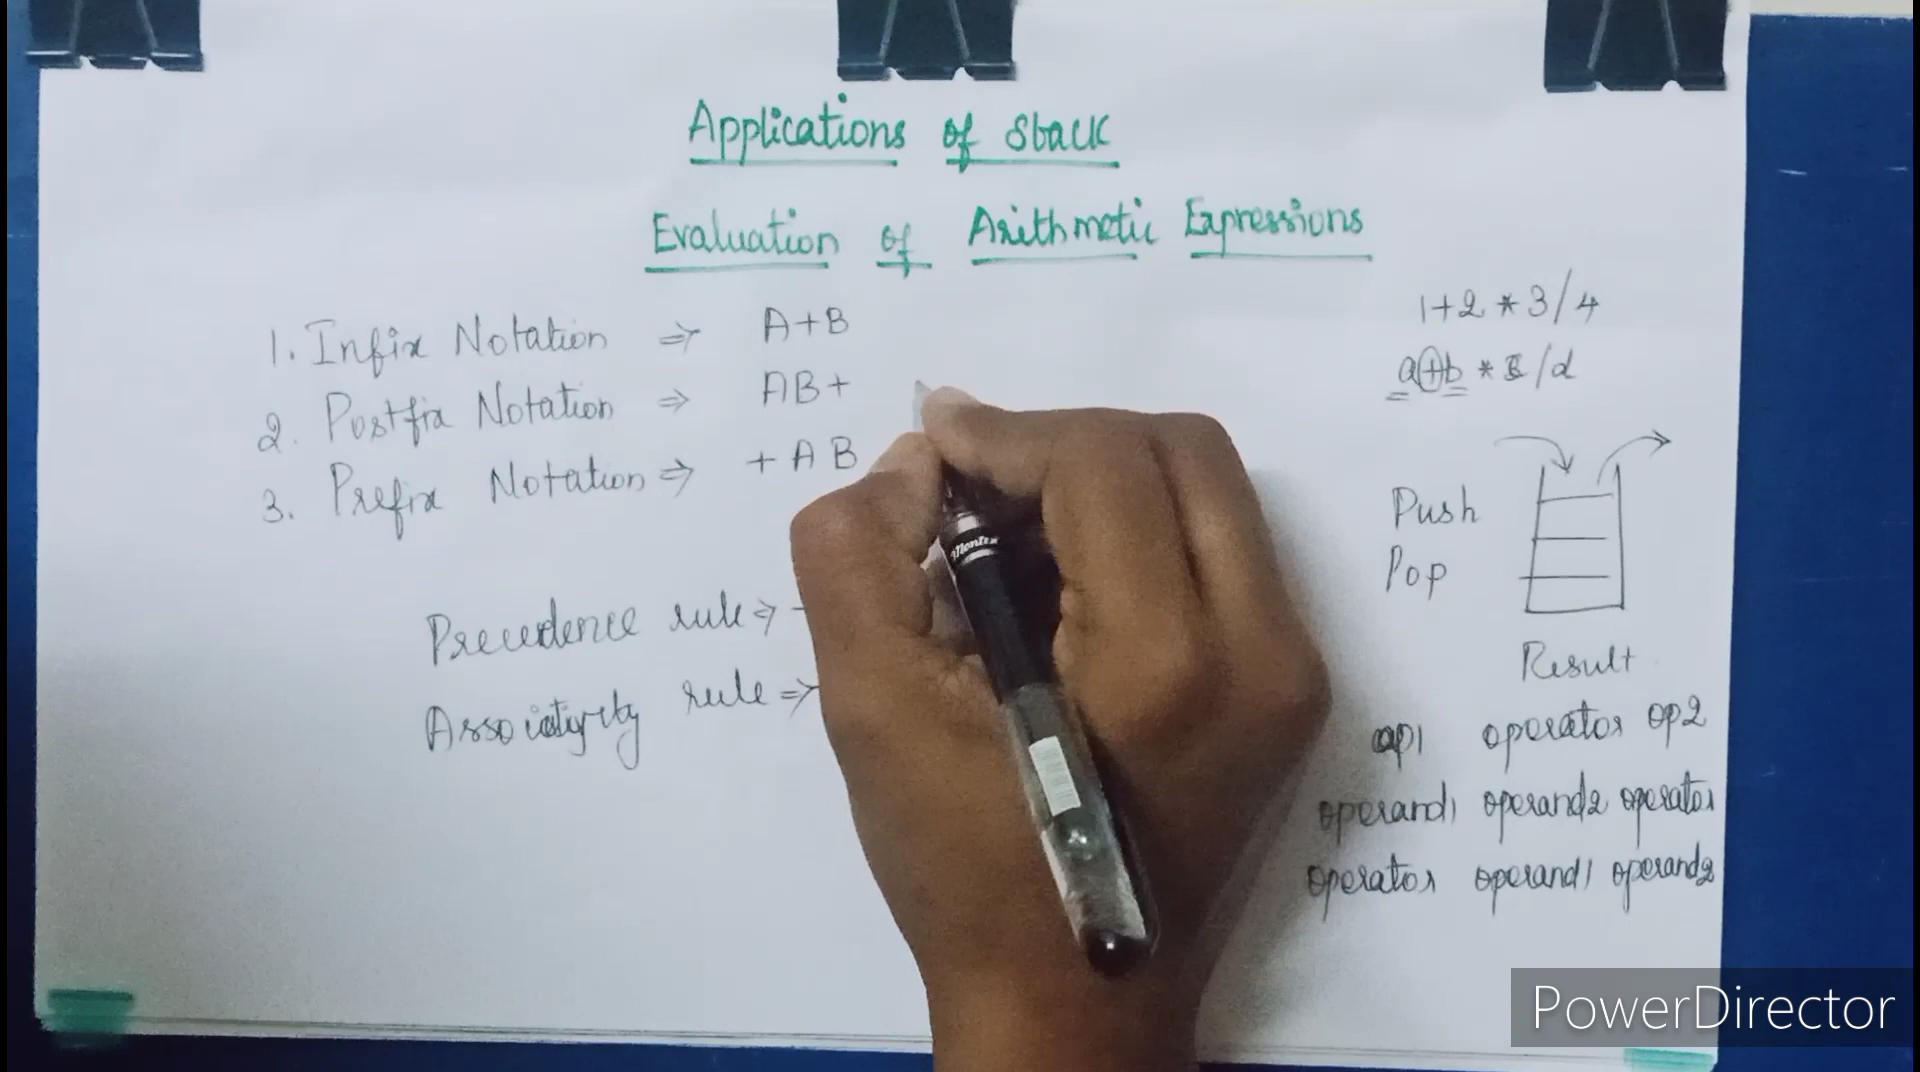 Applications of Stack
Evaluation of Arithmetic Expressions
1. Infix Notation ⇒ A+B
2. Postfix Notation ⇒ AB+
3. Prefix Notation ⇒ +AB
Precedence rule ⇒
Associativity rule ⇒
1+2*3/4
a+b*c/d
Push
Pop
Result
op1 operator op2
operand1 operand2 operator
operator operand1 operand2
Montex
PowerDirector